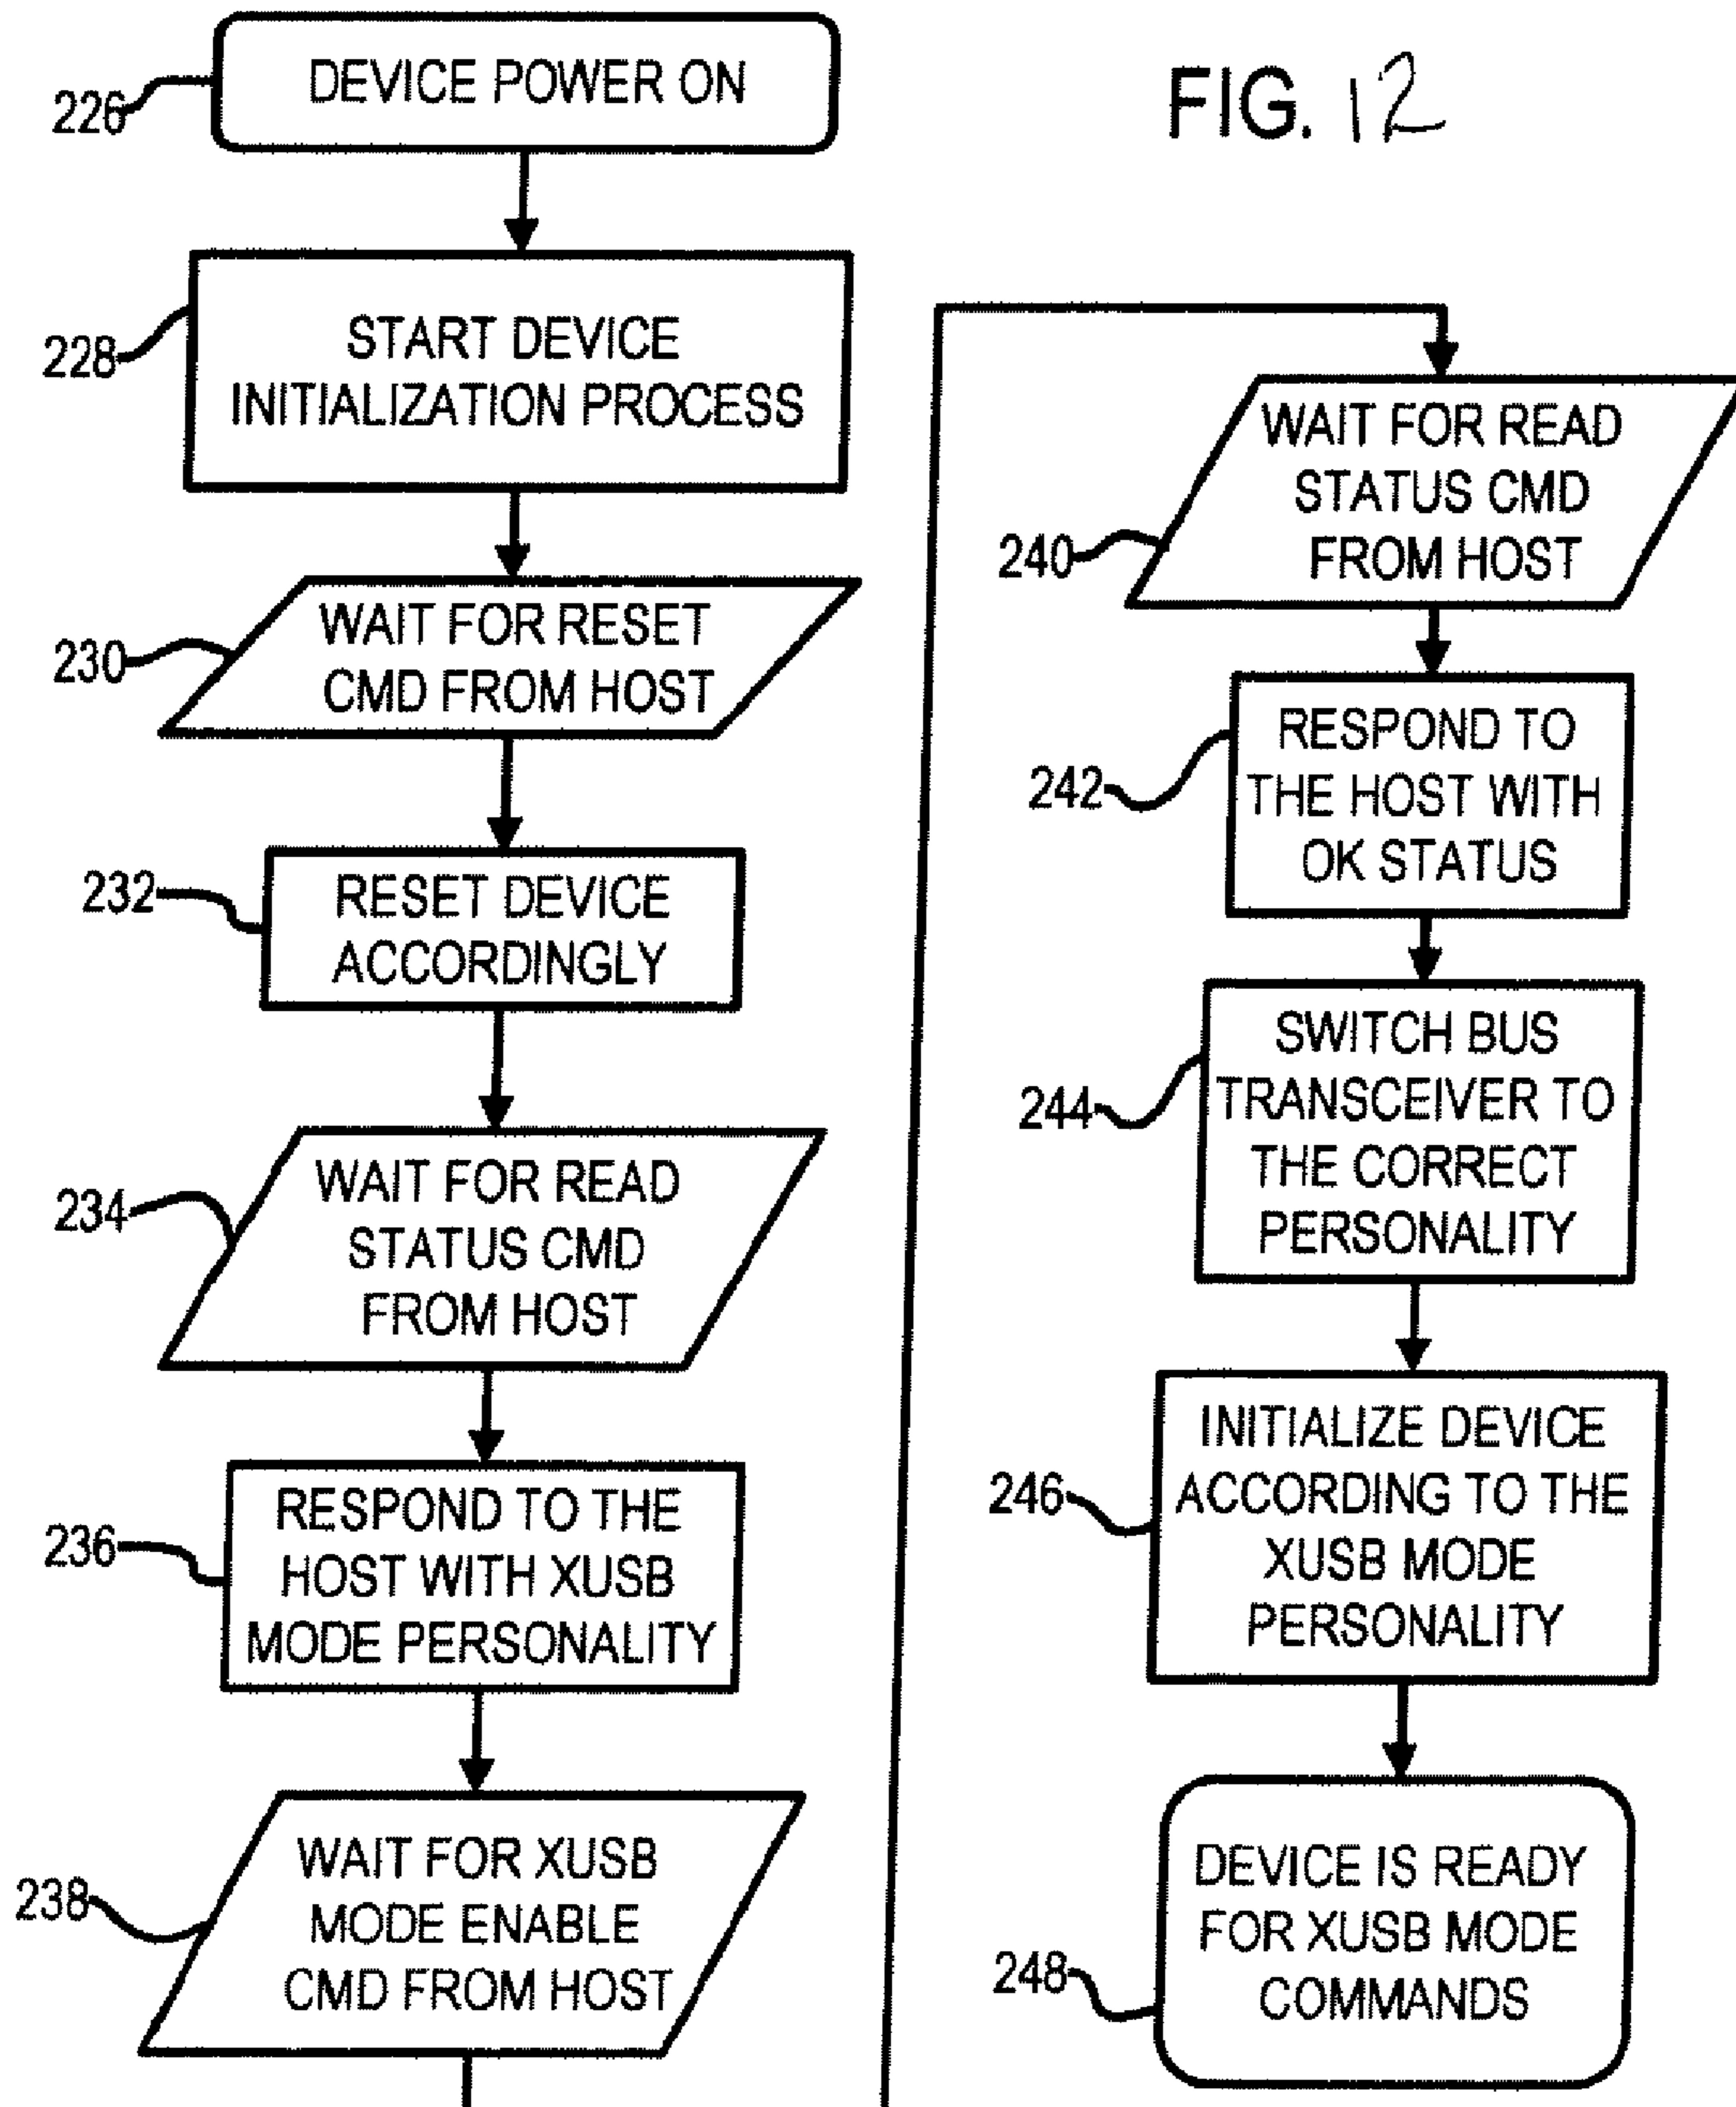 FIG. 12
226
DEVICE POWER ON
228
START DEVICE
INITIALIZATION PROCESS
230
WAIT FOR RESET
CMD FROM HOST
232
RESET DEVICE
ACCORDINGLY
234
WAIT FOR READ
STATUS CMD
FROM HOST
236
RESPOND TO THE
HOST WITH XUSB
MODE PERSONALITY
238
WAIT FOR XUSB
MODE ENABLE
CMD FROM HOST
240
WAIT FOR READ
STATUS CMD
FROM HOST
242
RESPOND TO
THE HOST WITH
OK STATUS
244
SWITCH BUS
TRANSCEIVER TO
THE CORRECT
PERSONALITY
246
INITIALIZE DEVICE
ACCORDING TO THE
XUSB MODE
PERSONALITY
248
DEVICE IS READY
FOR XUSB MODE
COMMANDS